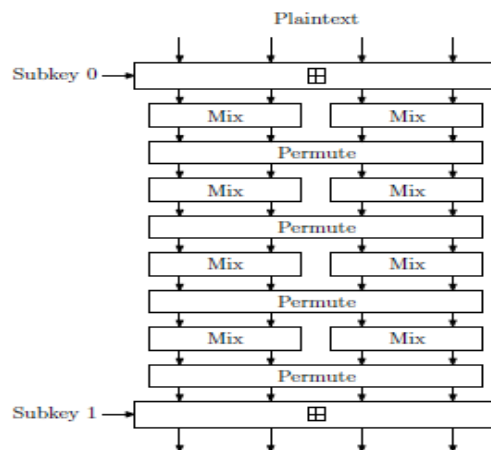 Plaintext
Subkey 0
Mix Mix
Permute
Mix Mix
Permute
Mix Mix
Permute
Mix Mix
Permute
Subkey 1